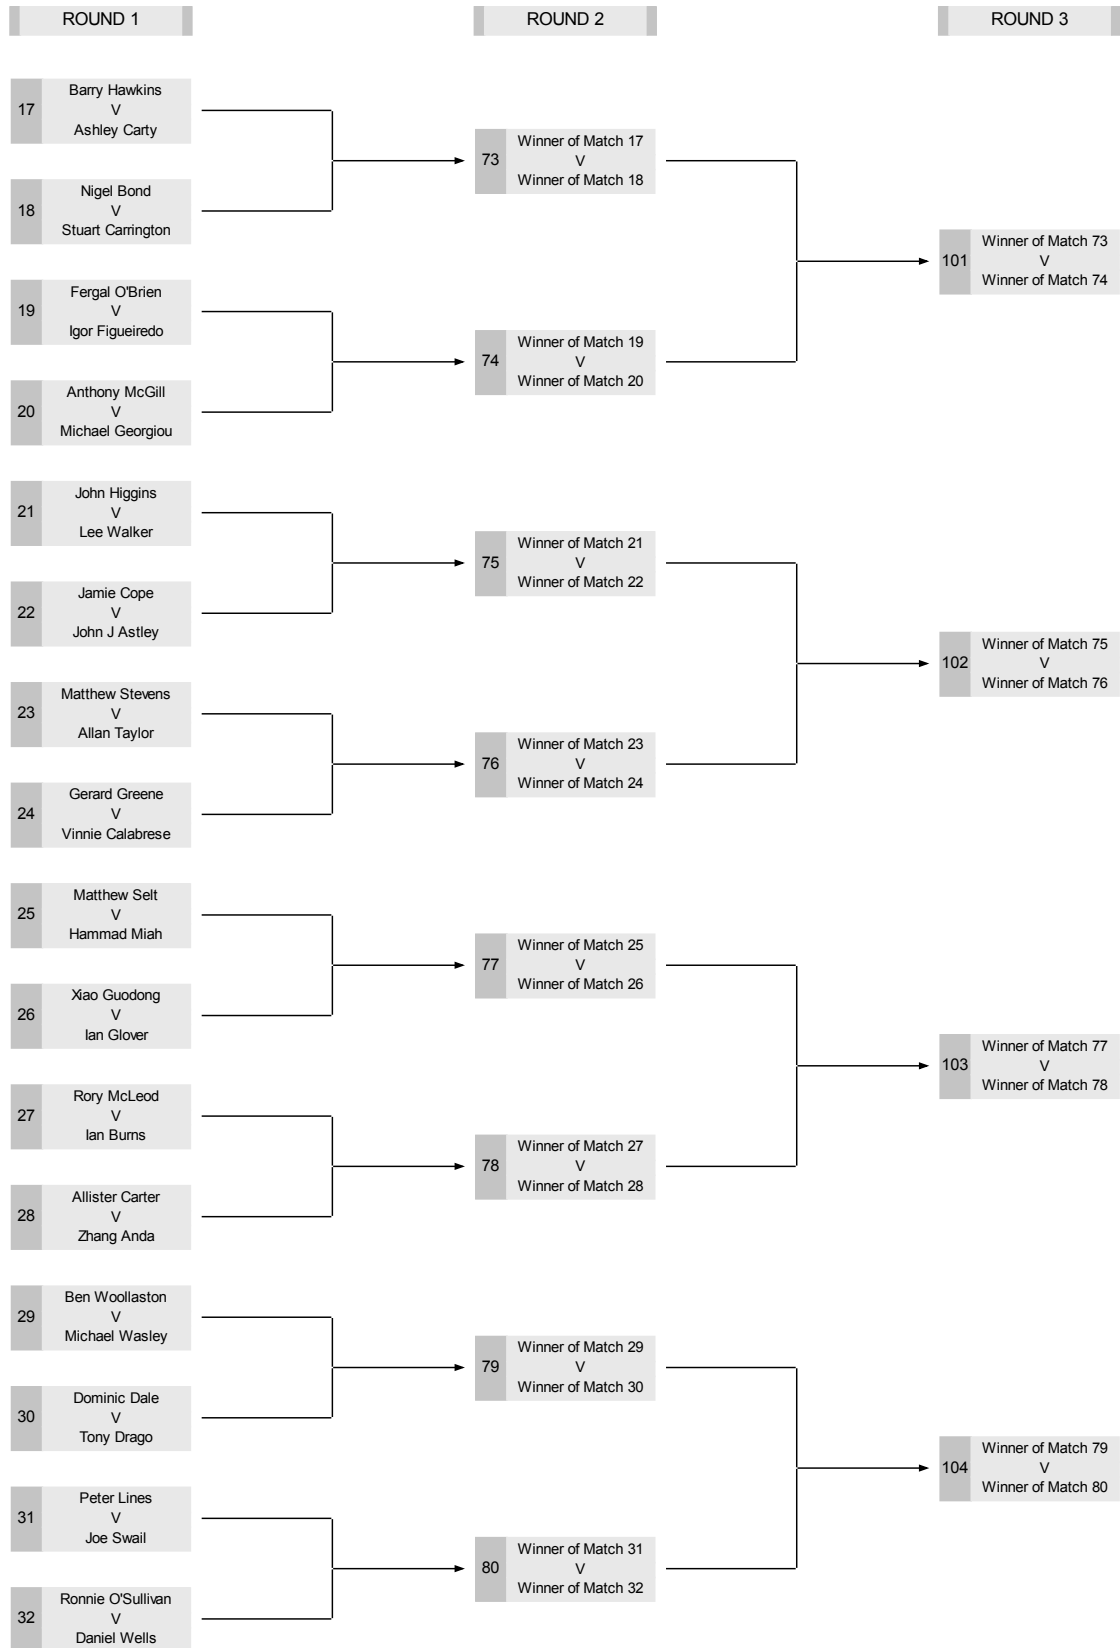 ROUND 1
ROUND 2
ROUND 3
17
Barry Hawkins
V
Ashley Carty
18
Nigel Bond
V
Stuart Carrington
19
Fergal O'Brien
V
Igor Figueiredo
20
Anthony McGill
V
Michael Georgiou
21
John Higgins
V
Lee Walker
22
Jamie Cope
V
John J Astley
23
Matthew Stevens
V
Allan Taylor
24
Gerard Greene
V
Vinnie Calabrese
25
Matthew Selt
V
Hammad Miah
26
Xiao Guodong
V
Ian Glover
27
Rory McLeod
V
Ian Burns
28
Allister Carter
V
Zhang Anda
29
Ben Woollaston
V
Michael Wasley
30
Dominic Dale
V
Tony Drago
31
Peter Lines
V
Joe Swail
32
Ronnie O'Sullivan
V
Daniel Wells
73
Winner of Match 17
V
Winner of Match 18
74
Winner of Match 19
V
Winner of Match 20
75
Winner of Match 21
V
Winner of Match 22
76
Winner of Match 23
V
Winner of Match 24
77
Winner of Match 25
V
Winner of Match 26
78
Winner of Match 27
V
Winner of Match 28
79
Winner of Match 29
V
Winner of Match 30
80
Winner of Match 31
V
Winner of Match 32
101
Winner of Match 73
V
Winner of Match 74
102
Winner of Match 75
V
Winner of Match 76
103
Winner of Match 77
V
Winner of Match 78
104
Winner of Match 79
V
Winner of Match 80